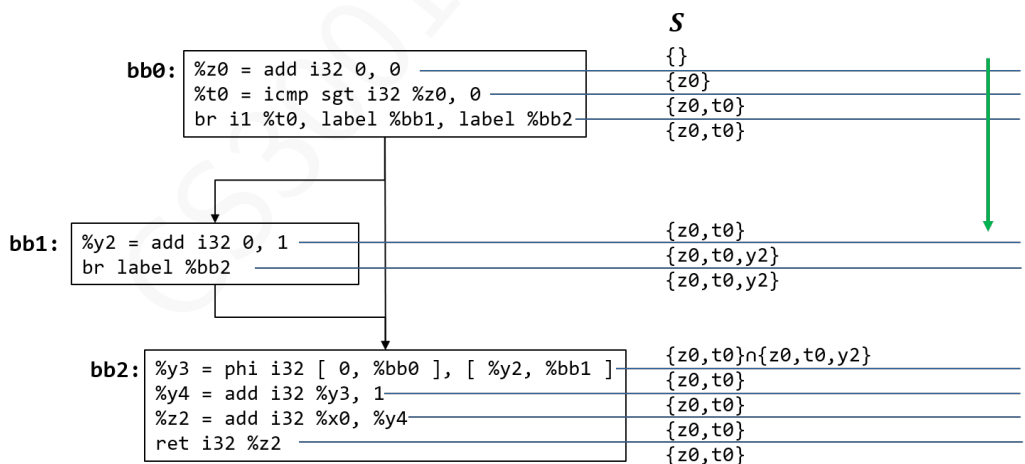 S
{}
bb0: %z0 = add i32 0, 0
{z0}
%t0 = icmp sgt i32 %z0, 0
{z0,t0}
br i1 %t0, label %bb1, label %bb2
{z0,t0}
{z0,t0}
bb1: %y2 = add i32 0, 1
{z0,t0,y2}
br label %bb2
{z0,t0,y2}
{z0,t0}∩{z0,t0,y2}
bb2: %y3 = phi i32 [ 0, %bb0 ], [ %y2, %bb1 ]
{z0,t0}
%y4 = add i32 %y3, 1
{z0,t0}
%z2 = add i32 %x0, %y4
{z0,t0}
ret i32 %z2
{z0,t0}